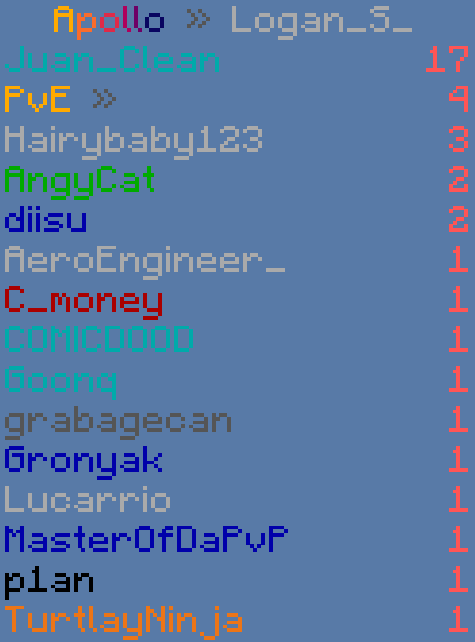 Apollo » Logan_S_
Juan_Clean 17
PvE » 4
Hairybaby123 3
AngyCat 2
diisu 2
AeroEngineer_ 1
C_money 1
COMICDOOD 1
Goonq 1
grabagecan 1
Gronyak 1
Lucarrio 1
MasterOfDaPvP 1
plan 1
TurtlayNinja 1